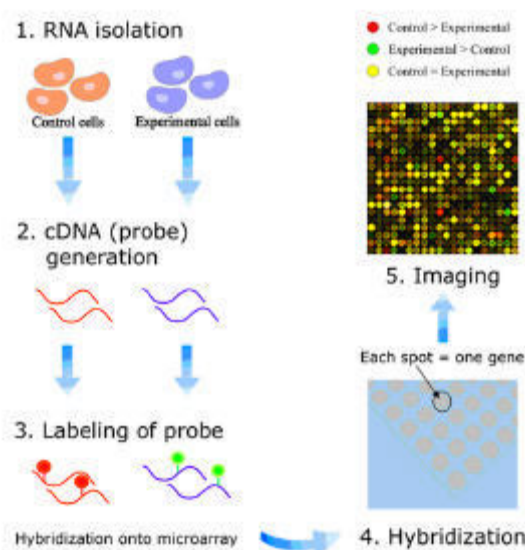 1. RNA isolation
Control cells
Experimental cells
2. cDNA (probe)
generation
3. Labeling of probe
Hybridization onto microarray
4. Hybridization
Each spot = one gene
5. Imaging
Control > Experimental
Experimental > Control
Control = Experimental